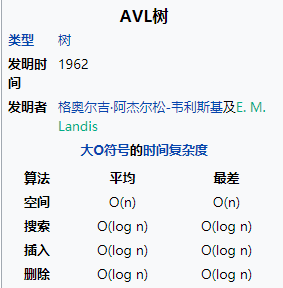 AVL树
类型 树
发明时 1962
间
发明者 格奥尔吉·阿杰尔松-韦利斯基及E. M.
Landis
大O符号的时间复杂度
算法 平均 最差
空间 O(n) O(n)
搜索 O(log n) O(log n)
插入 O(log n) O(log n)
删除 O(log n) O(log n)